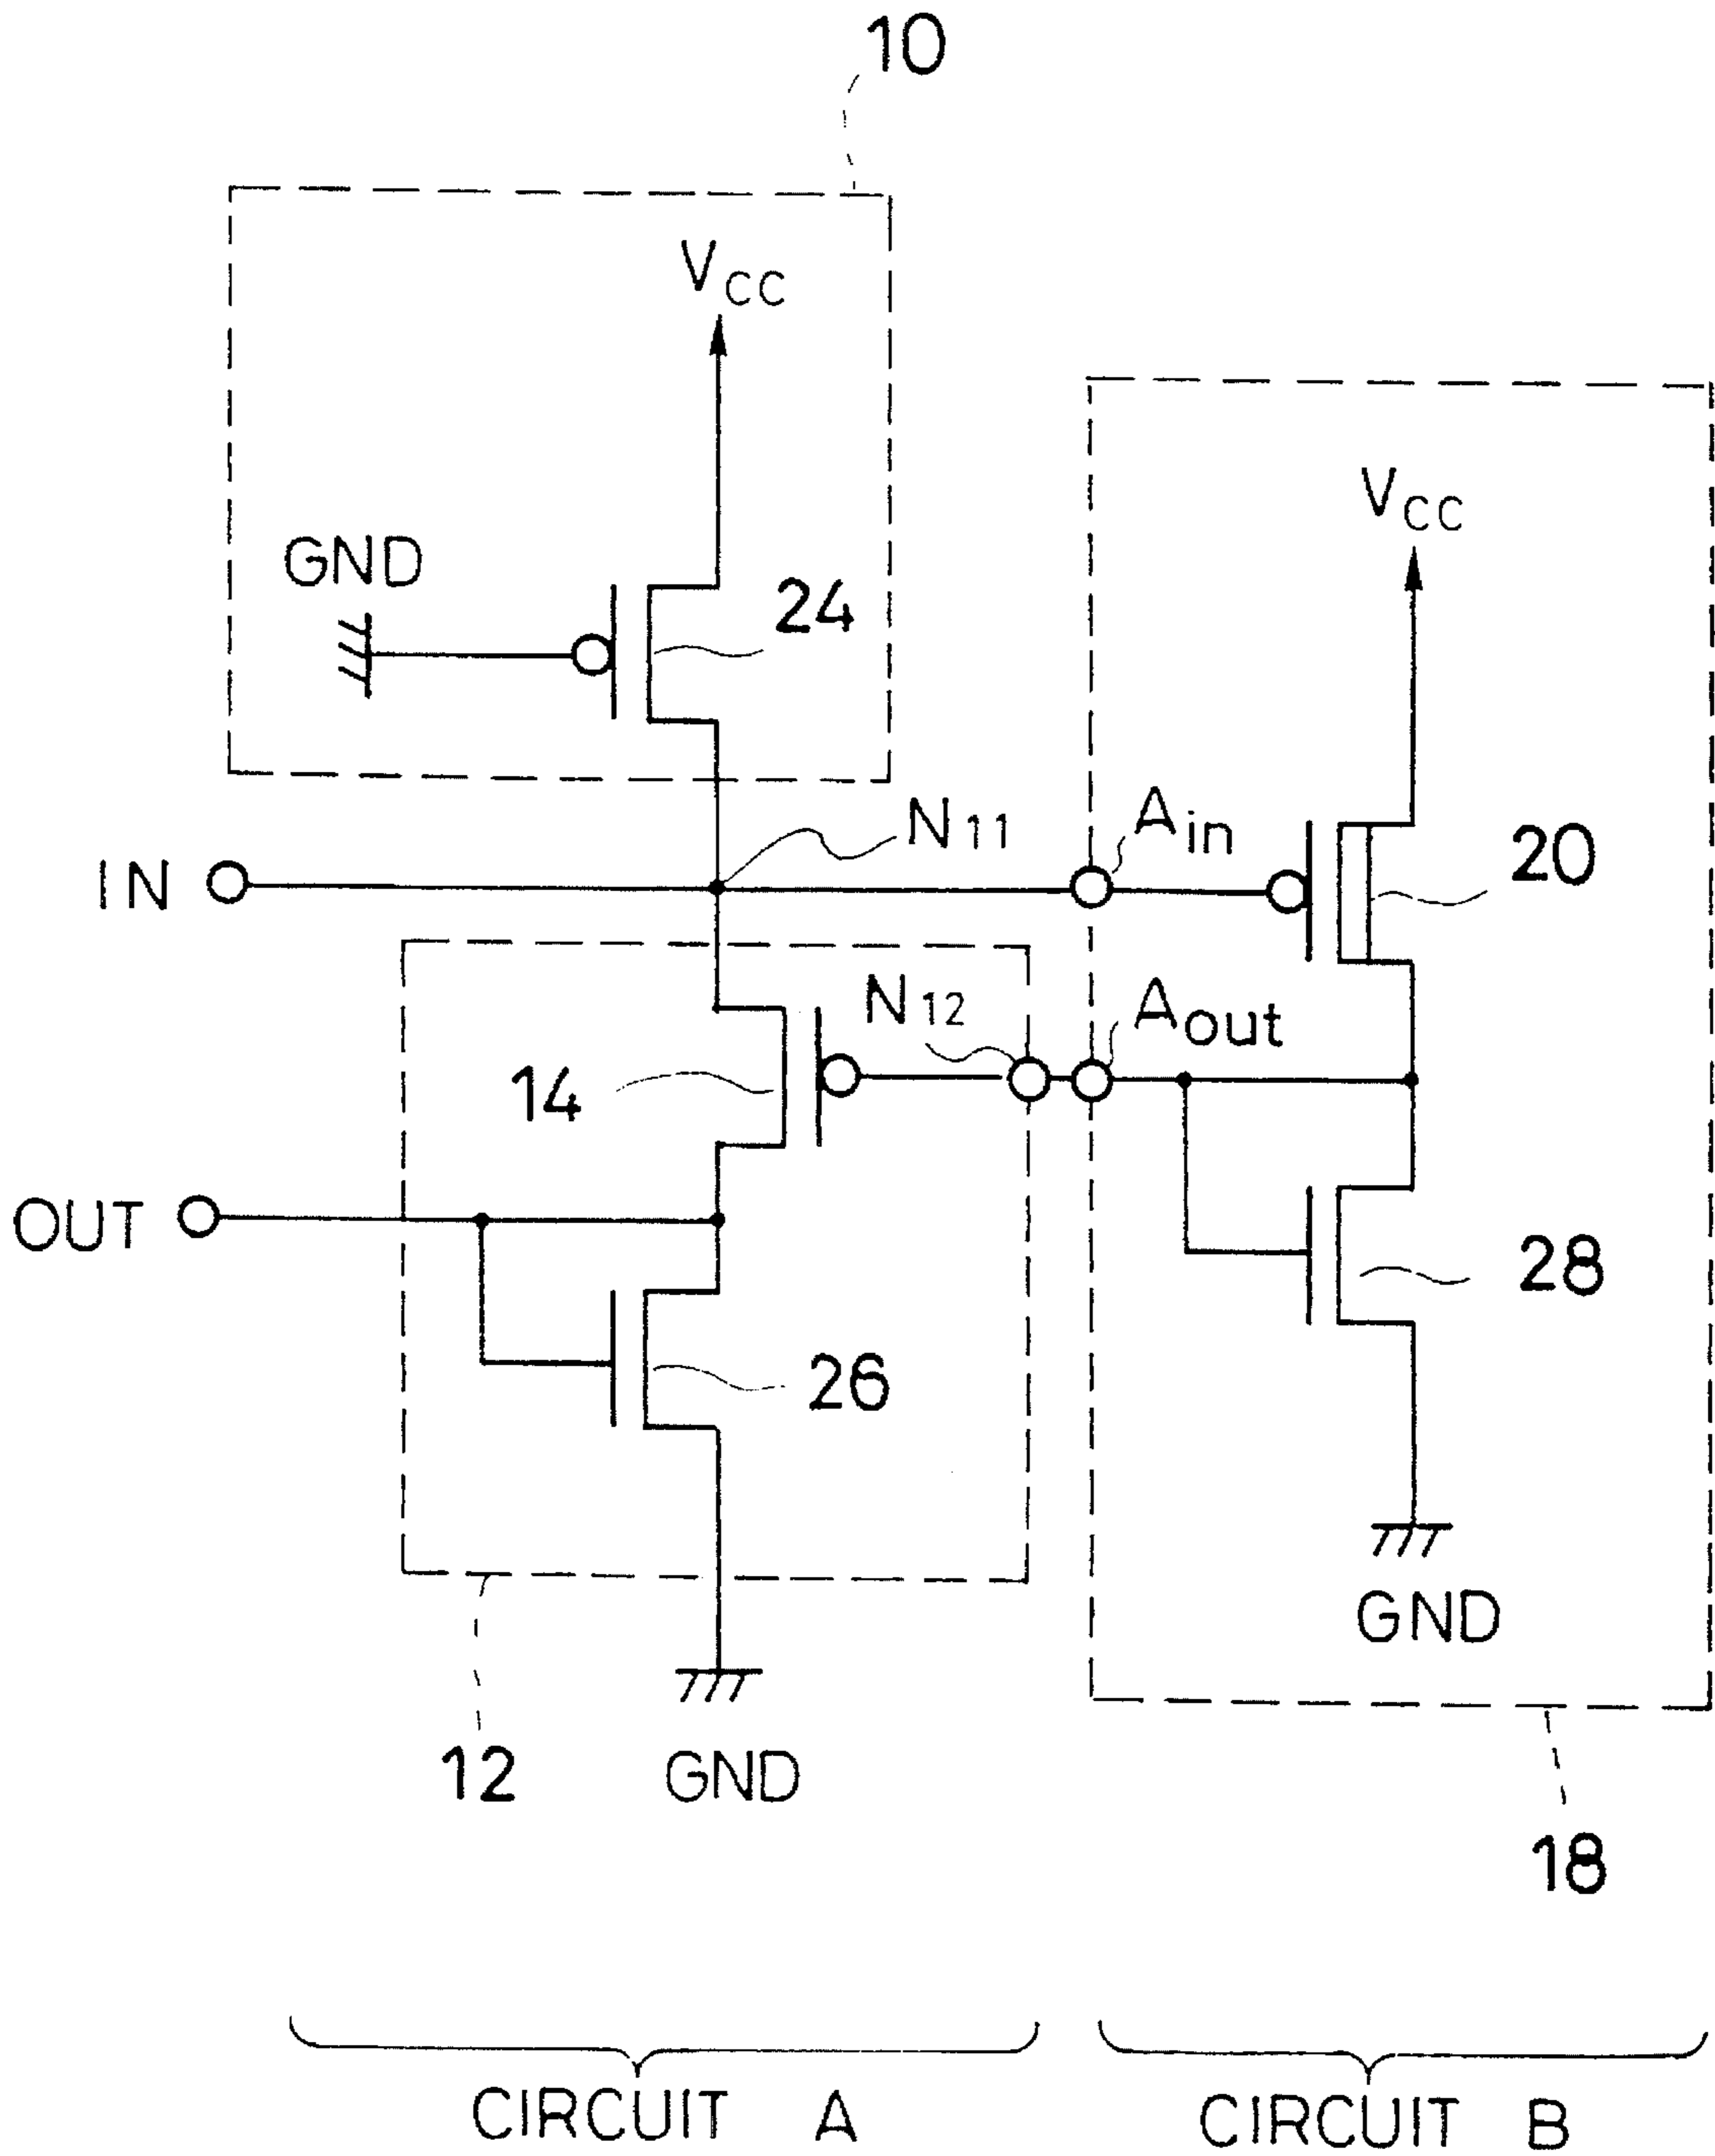 10
VCC
VCC
GND
24
N11
Ain
20
IN
N12
Aout
14
OUT
28
26
GND
12
GND
18
CIRCUIT A
CIRCUIT B